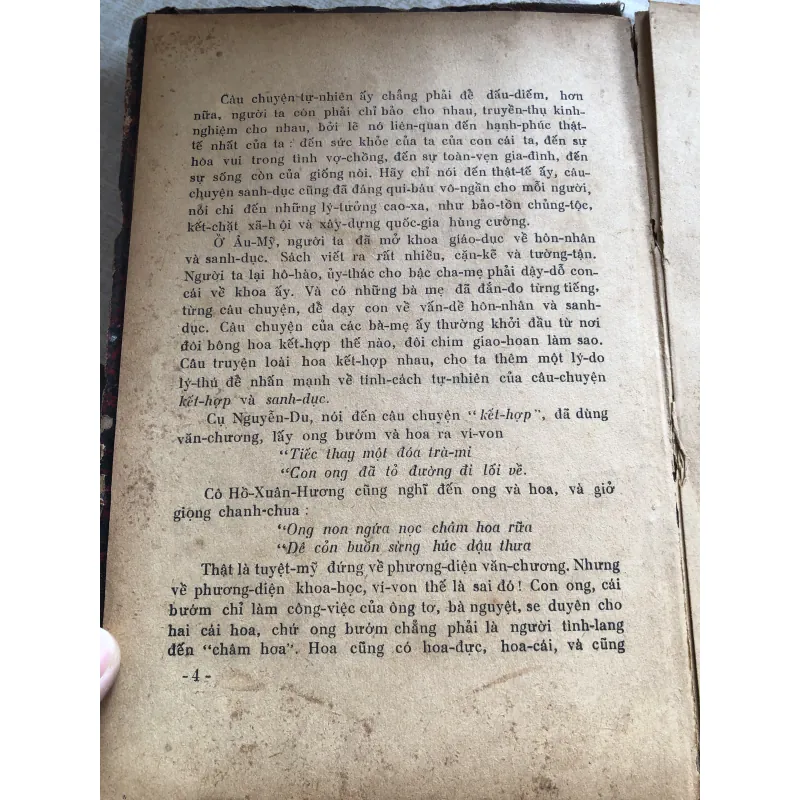 Câu chuyện tự-nhiên ấy chẳng phải đề dấu-diếm, hơn
nữa, người ta còn phải chỉ bảo cho nhau, truyền-thụ kinh-
nghiệm cho nhau, bởi lẽ nó liên-quan đến hạnh-phúc thật-
tế nhất của ta : đến sức khỏe của ta của con cái ta, đến sự
hòa vui trong tình vợ-chồng, đến sự toàn-vẹn gia-đình, đến
sự sống còn của giống nòi. Hãy chỉ nói đến thật-tế ấy, câu-
chuyện sanh-dục cũng đã đáng quí-báu vô-ngần cho mỗi người,
nỗi chi đến những lý-tưởng cao-xa, như bảo-tồn chủng-tộc,
kết-chặt xã-hội và xây-dựng quốc-gia hùng cường.
Ở Âu-Mỹ, người ta đã mở khoa giáo-dục về hôn-nhân
và sanh-dục. Sách viết ra rất nhiều, cặn-kẽ và tường-tận.
Người ta lại hô-hào, ủy-thác cho bậc cha-mẹ phải dậy-dỗ con-
cái về khoa ấy. Và có những bà mẹ đã đắn-đo từng tiếng,
từng câu chuyện, đề dạy con về vấn-đề hôn-nhân và sanh-
dục. Câu chuyện của các bà-mẹ ấy thường khởi đầu từ nơi
đôi bông hoa kết-hợp thế nào, đôi chim giao-hoan làm sao.
Câu truyện loài hoa kết-hợp nhau, cho ta thêm một lý-do
lý-thú đề nhấn mạnh về tính-cách tự-nhiên của câu-chuyện
kết-hợp và sanh-dục.
Cụ Nguyễn-Du, nói đến câu chuyện "kết-hợp", đã dùng
văn-chương, lấy ong bướm và hoa ra ví-von
"Tiếc thay một đóa trà-mi
"Con ong đã tỏ đường đi lối về.
Cô Hồ-Xuân-Hương cũng nghĩ đến ong và hoa, và giở
giọng chanh-chua :
"Ong non ngứa nọc châm hoa rữa
"Dê cỏn buồn sừng húc dậu thưa
Thật là tuyệt-mỹ đứng về phương-diện văn-chương. Nhưng
về phương-diện khoa-học, ví-von thế là sai đó ! Con ong, cái
bướm chỉ làm công-việc của ông tơ, bà nguyệt, se duyên cho
hai cái hoa, chứ ong bướm chẳng phải là người tình-lang
đến "châm hoa". Hoa cũng có hoa-đực, hoa-cái, và cũng
-4-